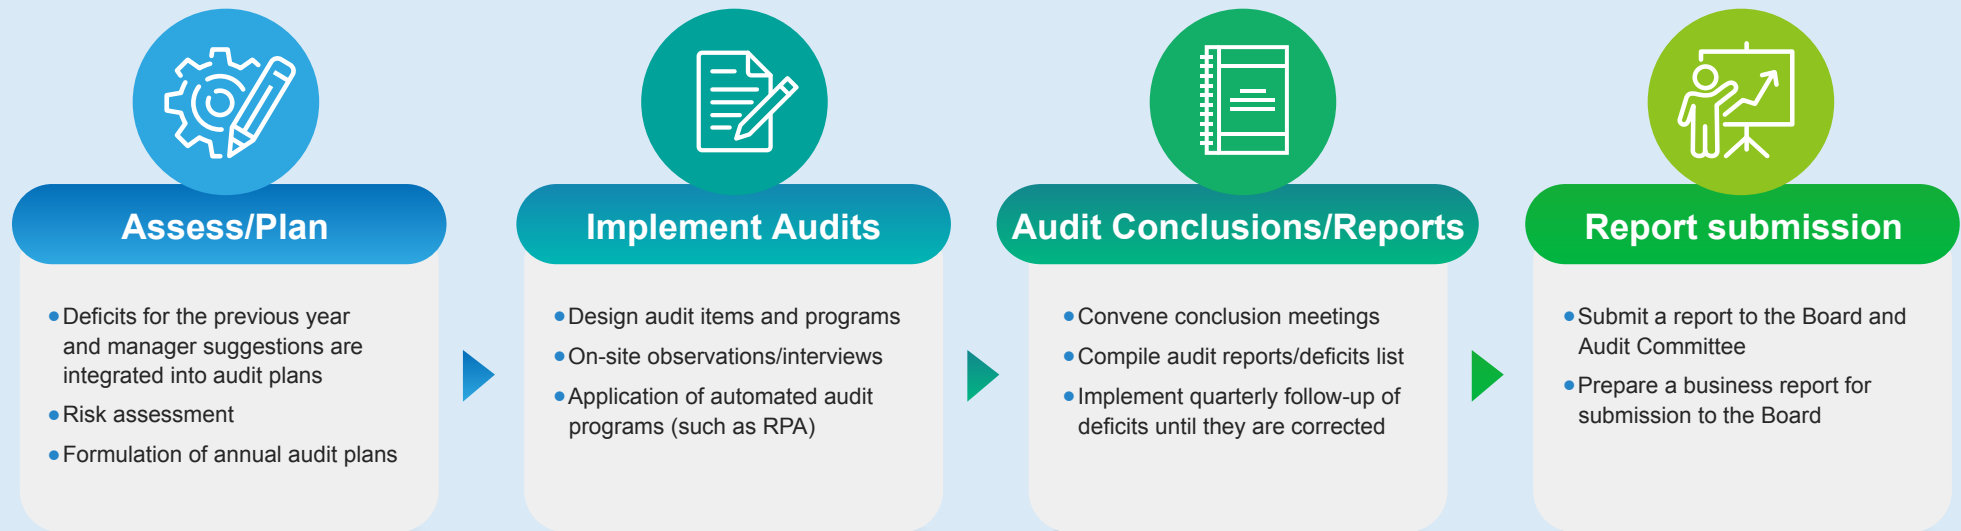 Assess/Plan
•Deficits for the previous year
and manager suggestions are
integrated into audit plans
•Risk assessment
•Formulation of annual audit plans
Implement Audits
•Design audit items and programs
•On-site observations/interviews
•Application of automated audit
programs (such as RPA)
Audit Conclusions/Reports
•Convene conclusion meetings
•Compile audit reports/deficits list
•Implement quarterly follow-up of
deficits until they are corrected
Report submission
•Submit a report to the Board and
Audit Committee
•Prepare a business report for
submission to the Board